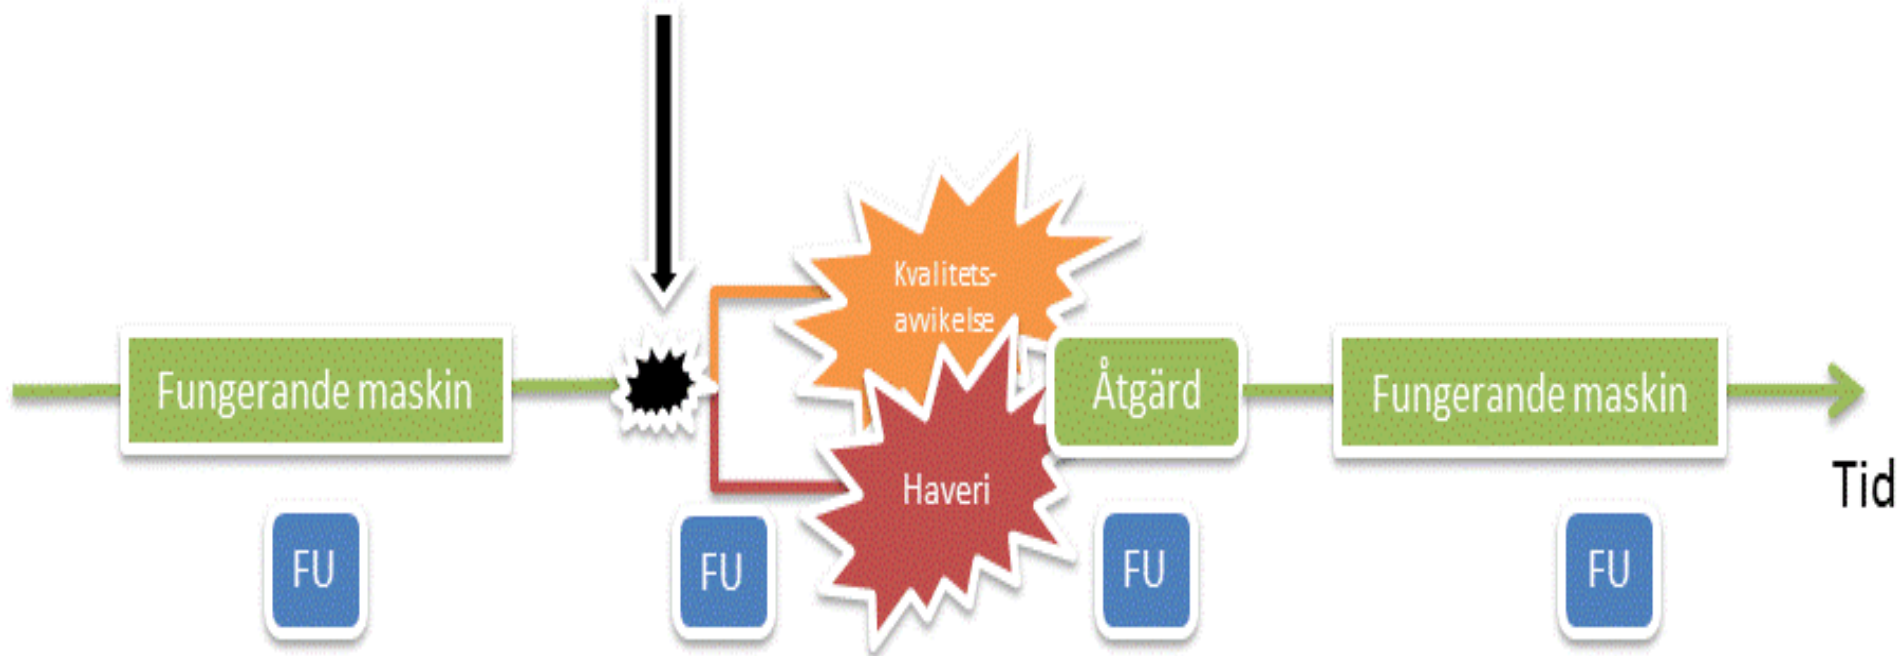 Kvalitets-
avvikelse
Fungerande maskin
Åtgärd
Fungerande maskin
Haveri
Tid
FU
FU
FU
FU